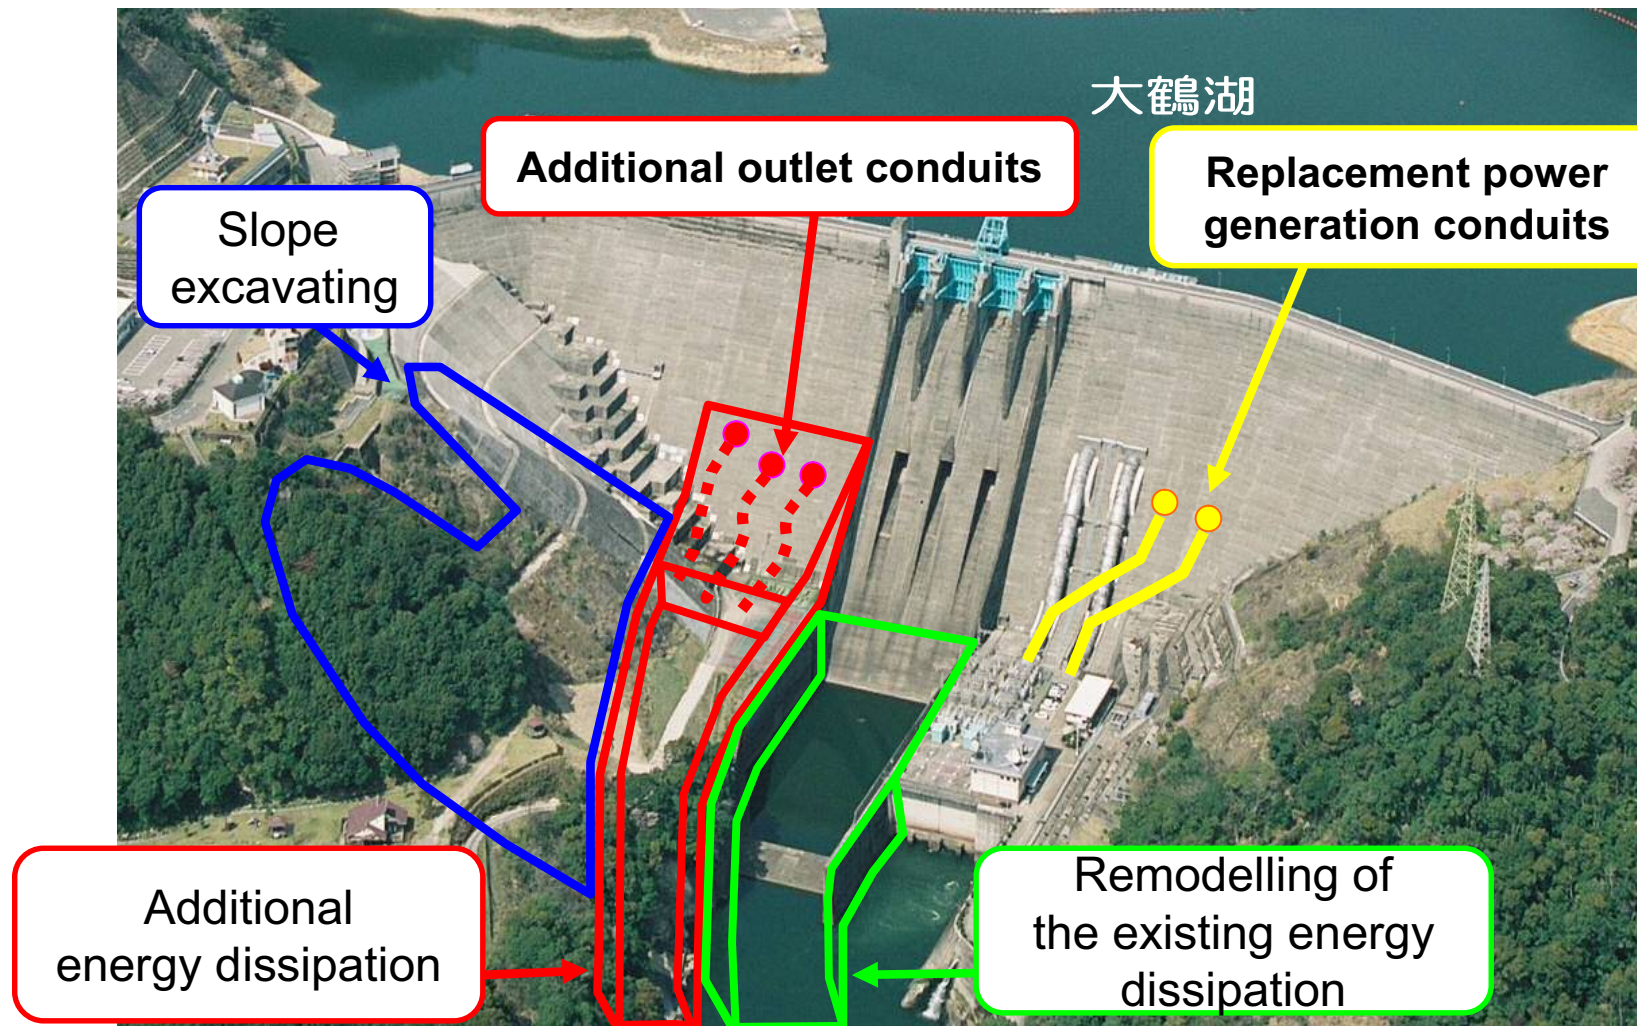 大鶴湖
Additional outlet conduits
Replacement power
generation conduits
Slope
excavating
Additional
energy dissipation
Remodelling of
the existing energy
dissipation